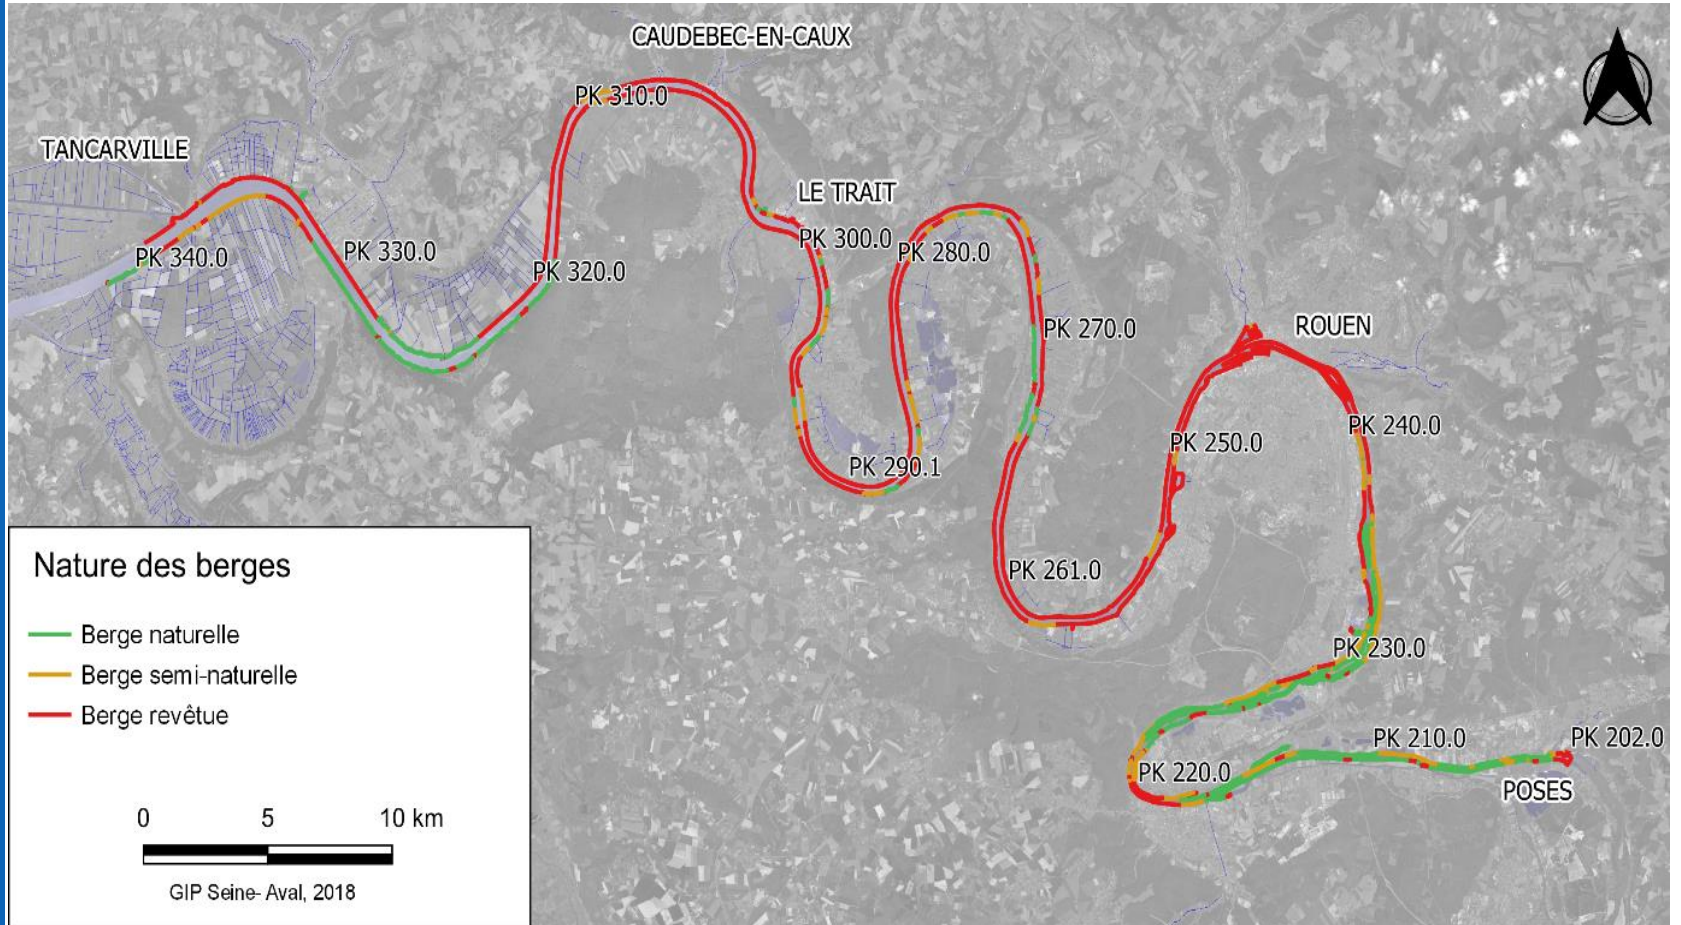 CAUDEBEC-EN-CAUX
PK 310.0
TANCARVILLE
LE TRAIT
PK 300.0
PK 280.0
PK 340.0
PK 330.0
PK 320.0
PK 270.0
ROUEN
PK 240.0
PK 250.0
PK 290.1
PK 261.0
PK 230.0
PK 210.0
PK 202.0
PK 220.0
POSES
Nature des berges
Berge naturelle
Berge semi-naturelle
Berge revêtue
0 5 10 km
GIP Seine- Aval, 2018